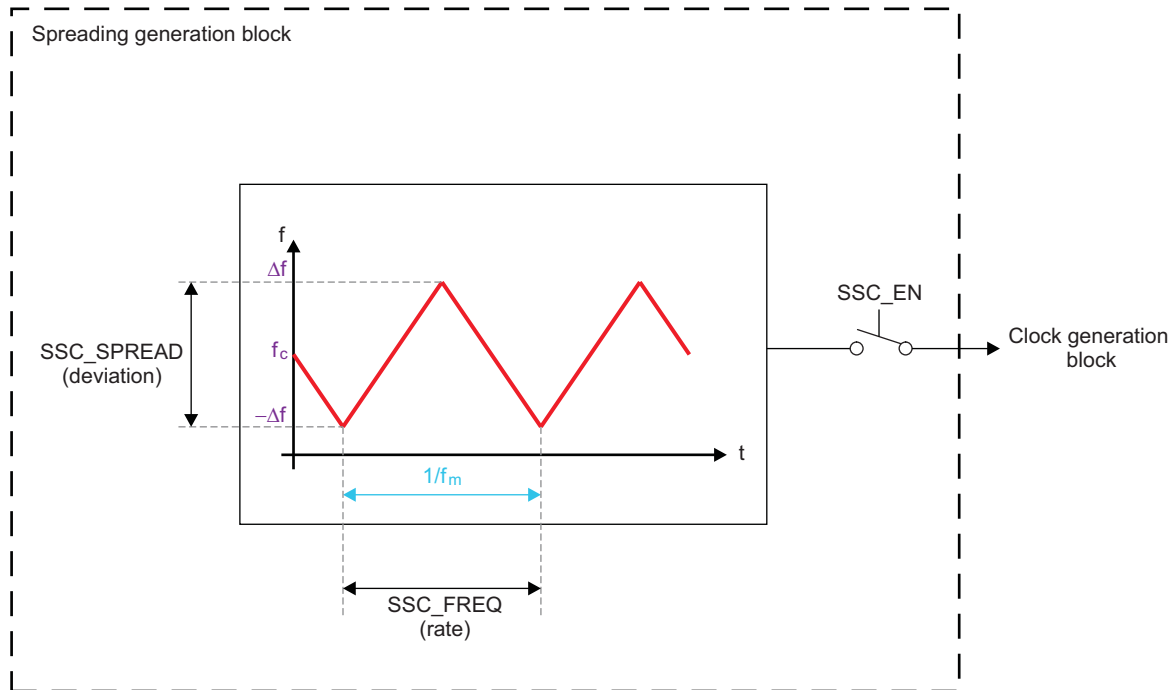 Spreading generation block
f
Δf
SSC_SPREAD
(deviation)
fc
−Δf
t
1/fm
SSC_FREQ
(rate)
SSC_EN
Clock generation
block